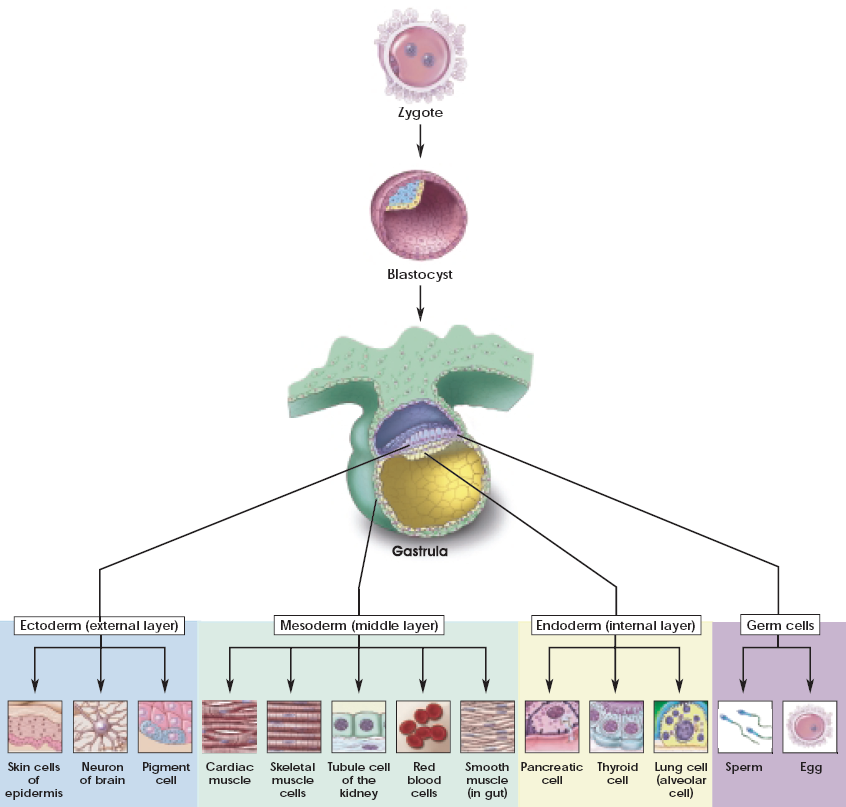 Zygote
Blastocyst
Gastrula
Ectoderm (external layer)
Mesoderm (middle layer)
Endoderm (internal layer)
Germ cells
Skin cells
of
epidermis
Neuron
of brain
Pigment
cell
Cardiac
muscle
Skeletal
muscle
cells
Tubule cell
of the
kidney
Red
blood
cells
Smooth
muscle
(in gut)
Pancreatic
cell
Thyroid
cell
Lung cell
(alveolar
cell)
Sperm
Egg